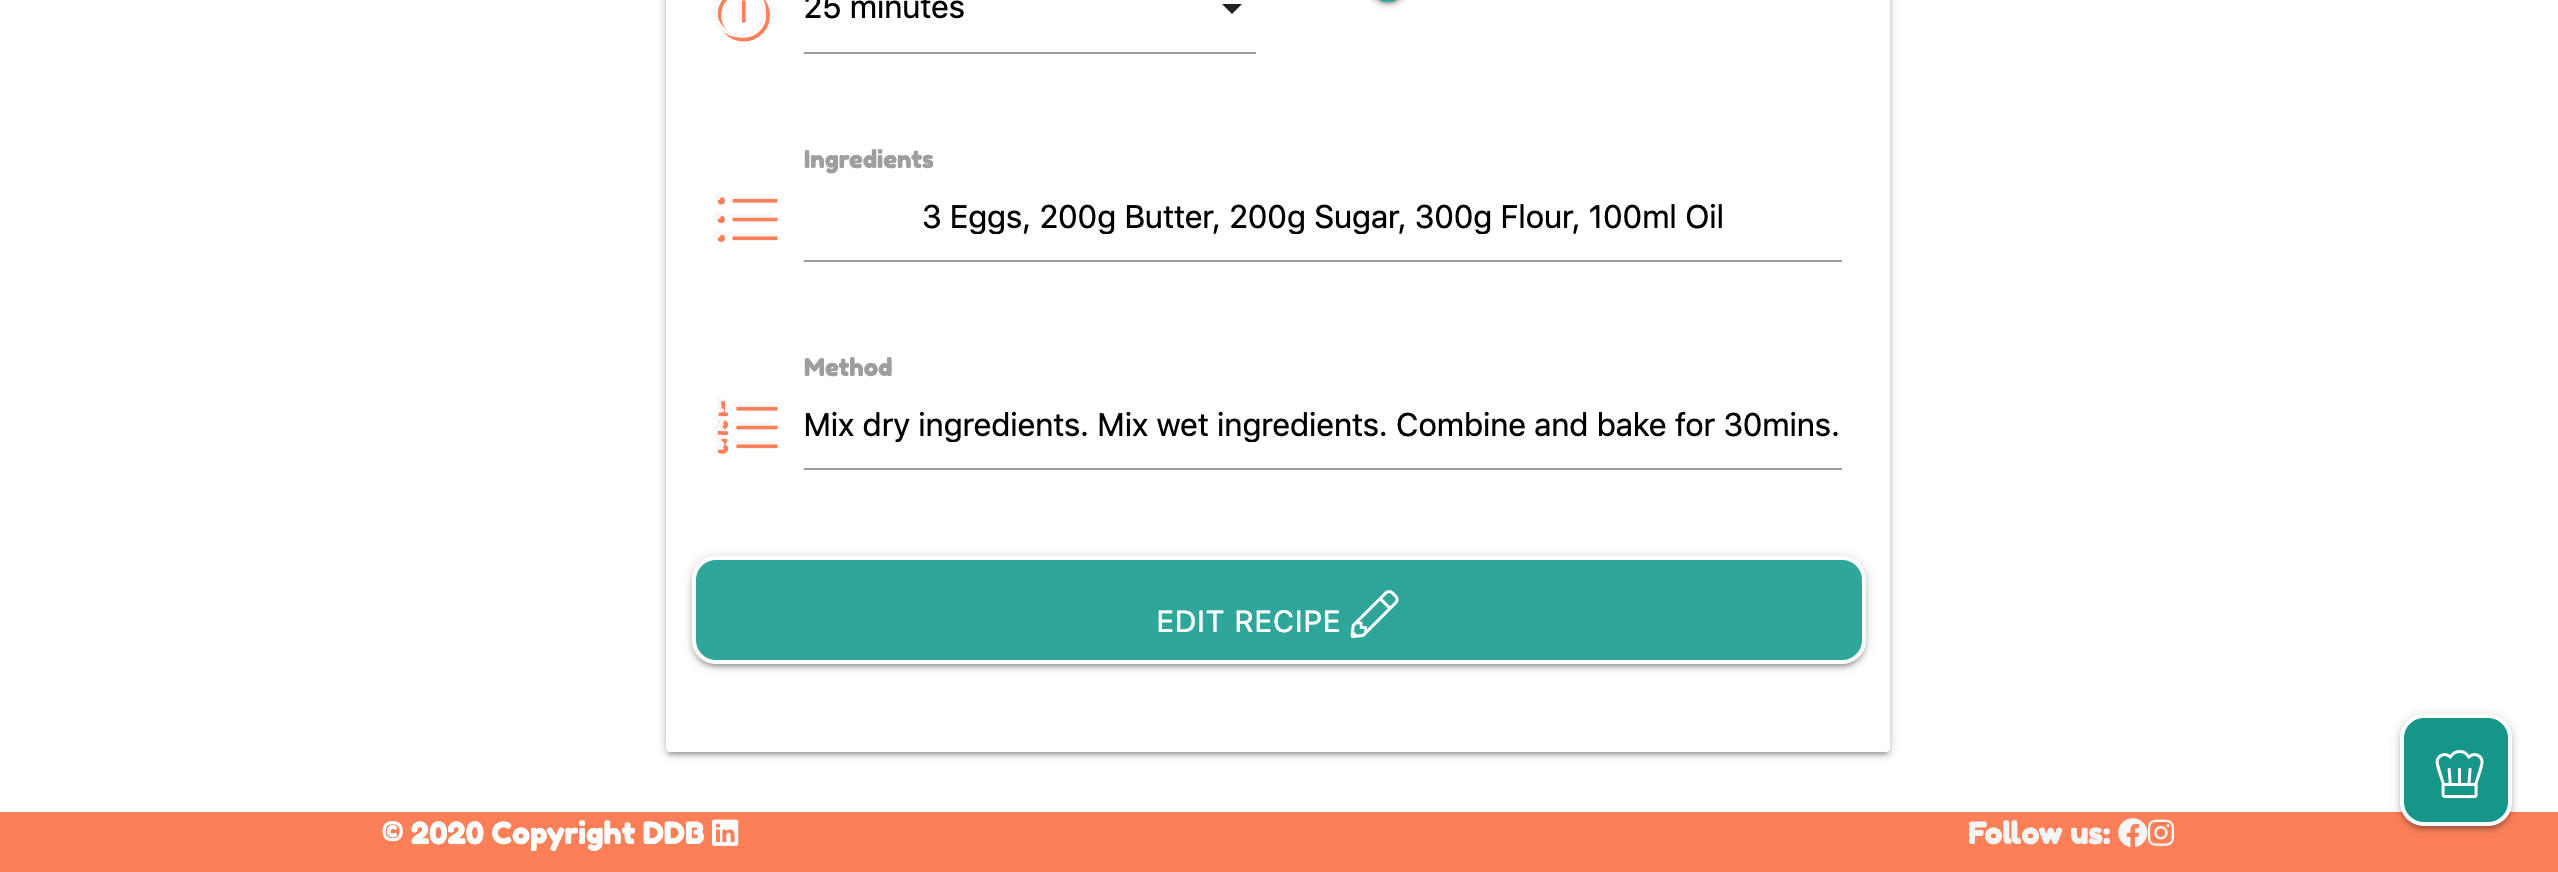 25 minutes
Ingredients
3 Eggs, 200g Butter, 200g Sugar, 300g Flour, 100ml Oil
Method
Mix dry ingredients. Mix wet ingredients. Combine and bake for 30mins.
EDIT RECIPE
© 2020 Copyright DDB
Follow us: